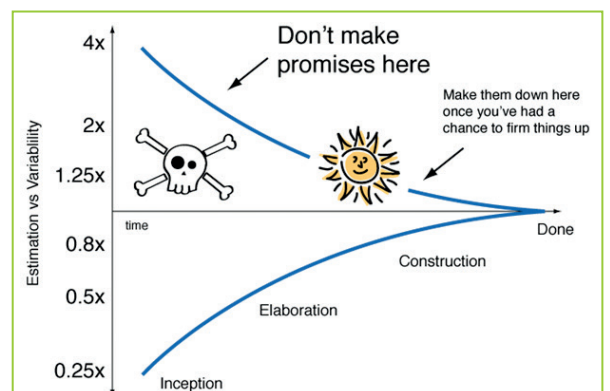 4x
Don't make
promises here
2x
Make them down here
once you've had a
chance to firm things up
1.25x
Estimation vs Variability
time
Done
0.8x
Construction
0.5x
Elaboration
0.25x
Inception